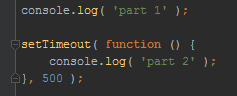 console.log( 'part 1' );
setTimeout( function () {
console.log( 'part 2' );
}, 500 );